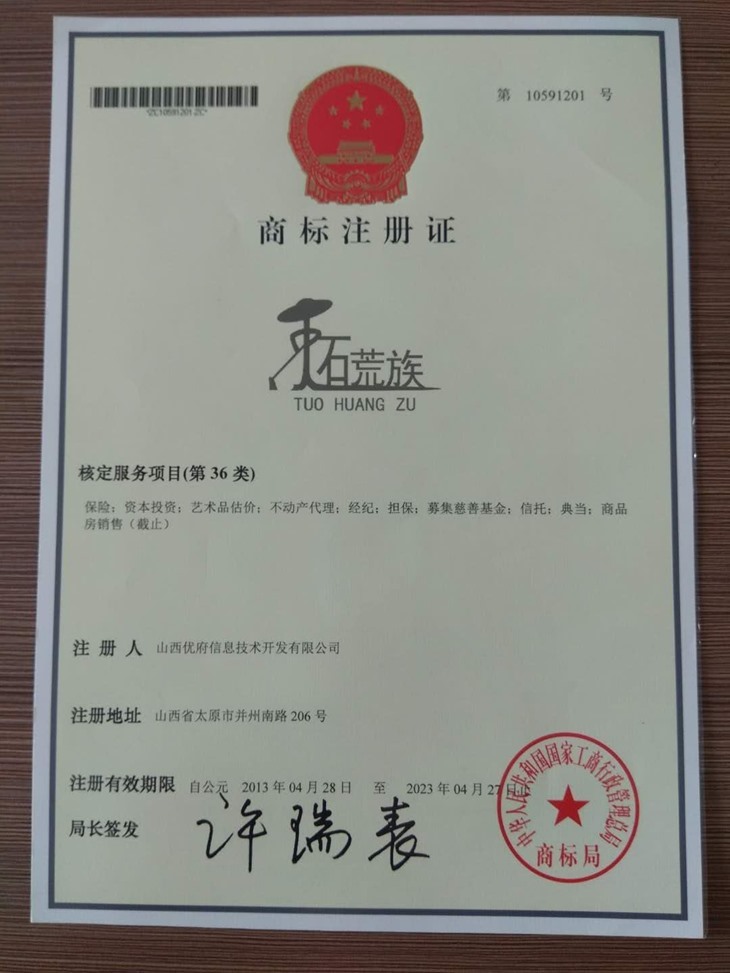 *ZC10591201ZC*
第 10591201 号
商标注册证
石荒族
TUO HUANG ZU
核定服务项目(第 36 类)
保险；资本投资；艺术品估价；不动产代理；经纪；担保；募集慈善基金；信托；典当；商品
房销售（截止）
注 册 人 山西优府信息技术开发有限公司
注册地址 山西省太原市并州南路 206 号
注册有效期限 自公元 2013 年 04 月 28 日 至 2023 年 04 月 27 日止
局长签发 许瑞表
中华人民共和国国家工商行政管理总局
商标局